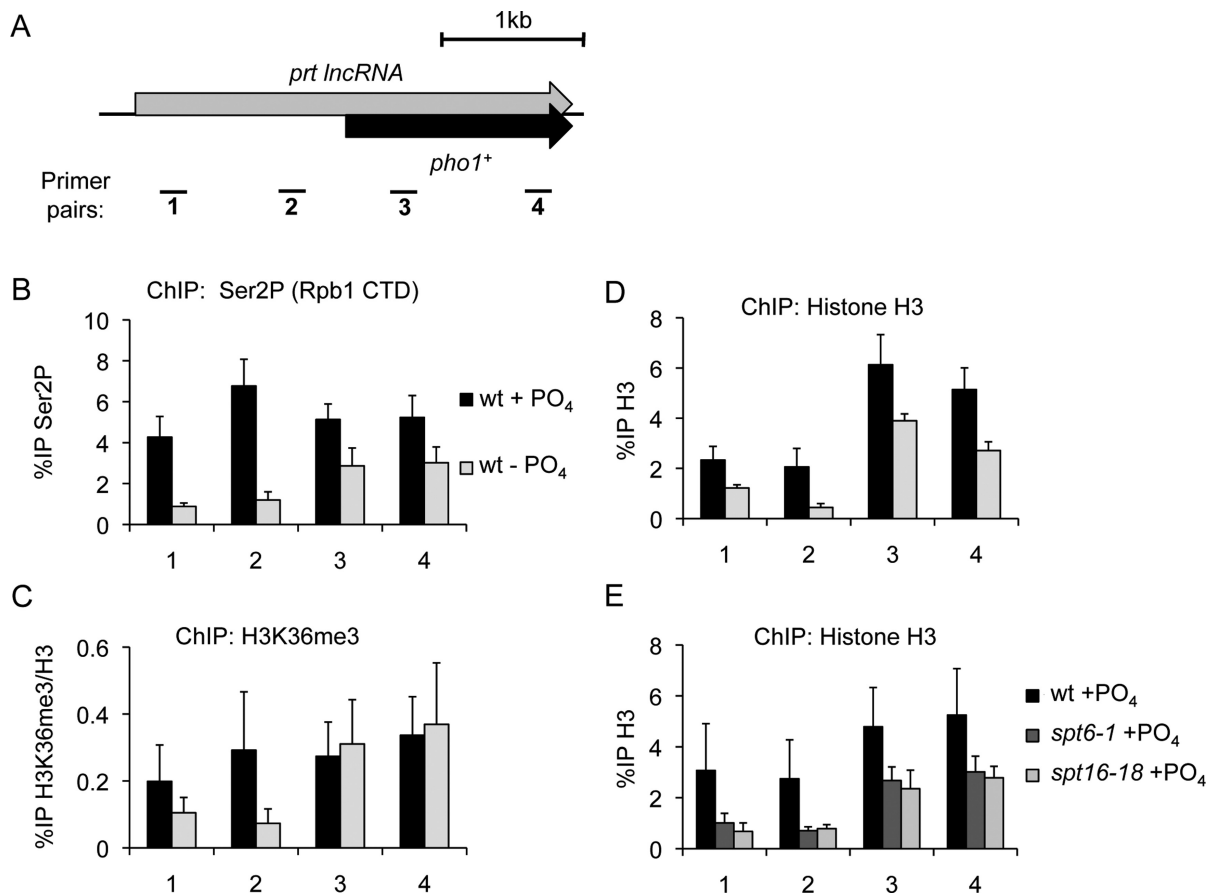 A
1kb
prt lncRNA
pho1+
Primer
pairs:
1 2 3 4
B
ChIP: Ser2P (Rpb1 CTD)
%IP Ser2P
10
8
6
4
2
0
1 2 3 4
wt + PO4
wt - PO4
C
ChIP: H3K36me3
%IP H3K36me3/H3
0.6
0.4
0.2
0
1 2 3 4
D
ChIP: Histone H3
%IP H3
8
6
4
2
0
1 2 3 4
E
ChIP: Histone H3
%IP H3
8
6
4
2
0
1 2 3 4
wt +PO4
spt6-1 +PO4
spt16-18 +PO4